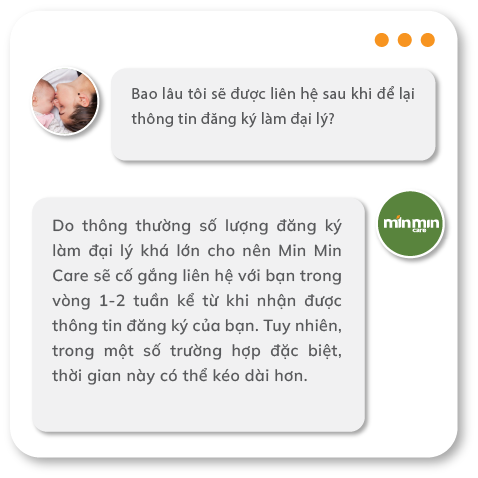 Bao lâu tôi sẽ được liên hệ sau khi để lại
thông tin đăng ký làm đại lý?
Do thông thường số lượng đăng ký
làm đại lý khá lớn cho nên Min Min
Care sẽ cố gắng liên hệ với bạn trong
vòng 1-2 tuần kể từ khi nhận được
thông tin đăng ký của bạn. Tuy nhiên,
trong một số trường hợp đặc biệt,
thời gian này có thể kéo dài hơn.
min min
care